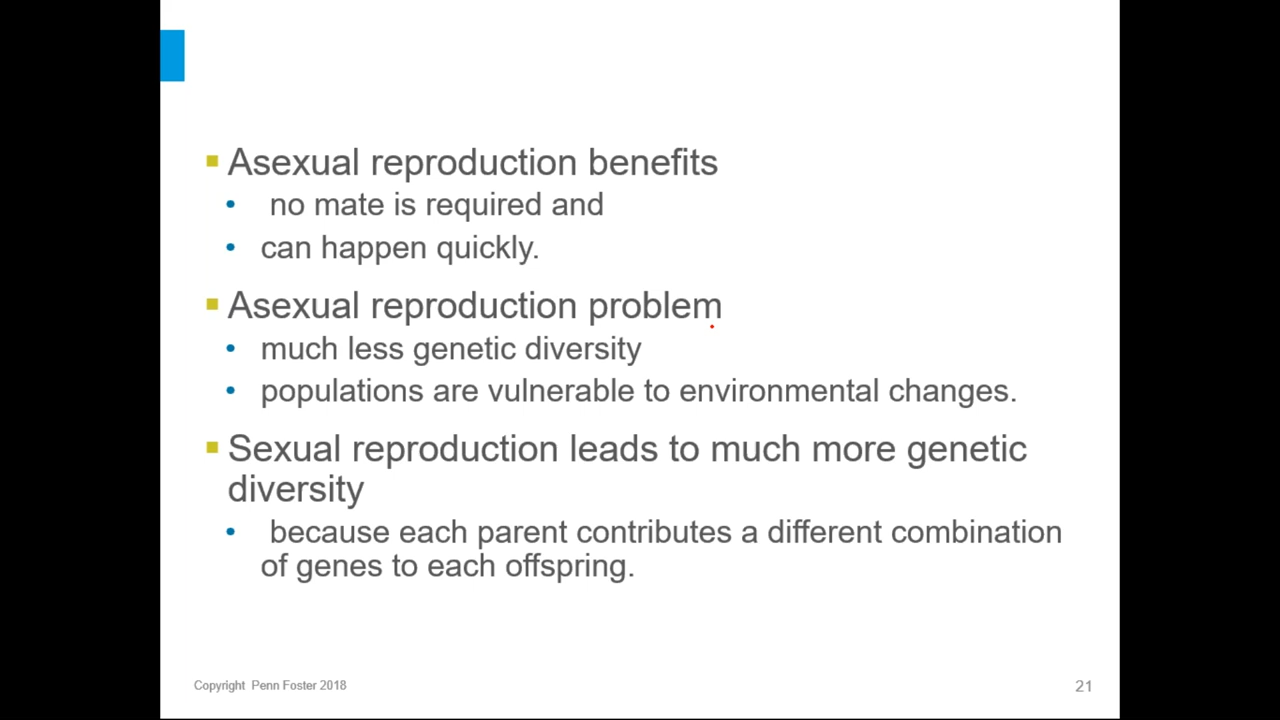 Asexual reproduction benefits
no mate is required and
can happen quickly.
Asexual reproduction problem
much less genetic diversity
populations are vulnerable to environmental changes.
Sexual reproduction leads to much more genetic
diversity
because each parent contributes a different combination
of genes to each offspring.
Copyright Penn Foster 2018
21